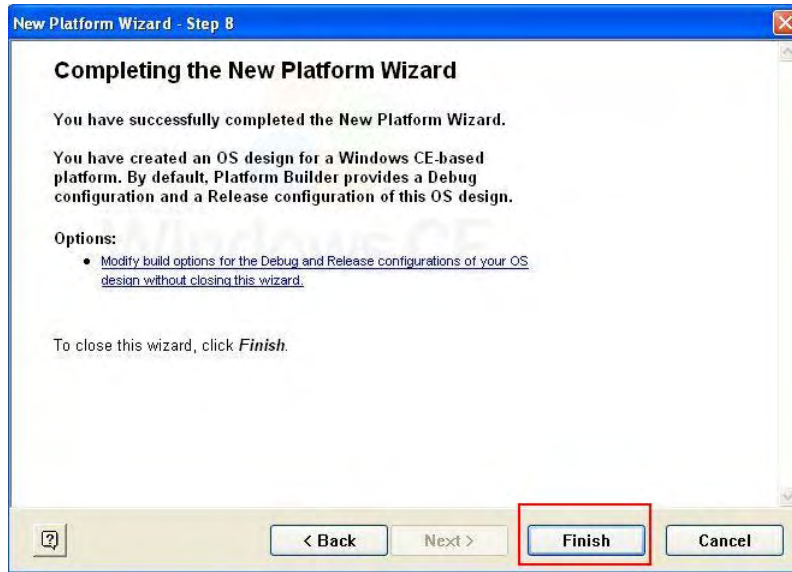 New Platform Wizard - Step 8
Completing the New Platform Wizard
You have successfully completed the New Platform Wizard.
You have created an OS design for a Windows CE-based
platform. By default, Platform Builder provides a Debug
configuration and a Release configuration of this OS design.
Windows CE
Options:
• Modify build options for the Debug and Release configurations of your OS
design without closing this wizard.
To close this wizard, click Finish.
< Back Next > Finish Cancel